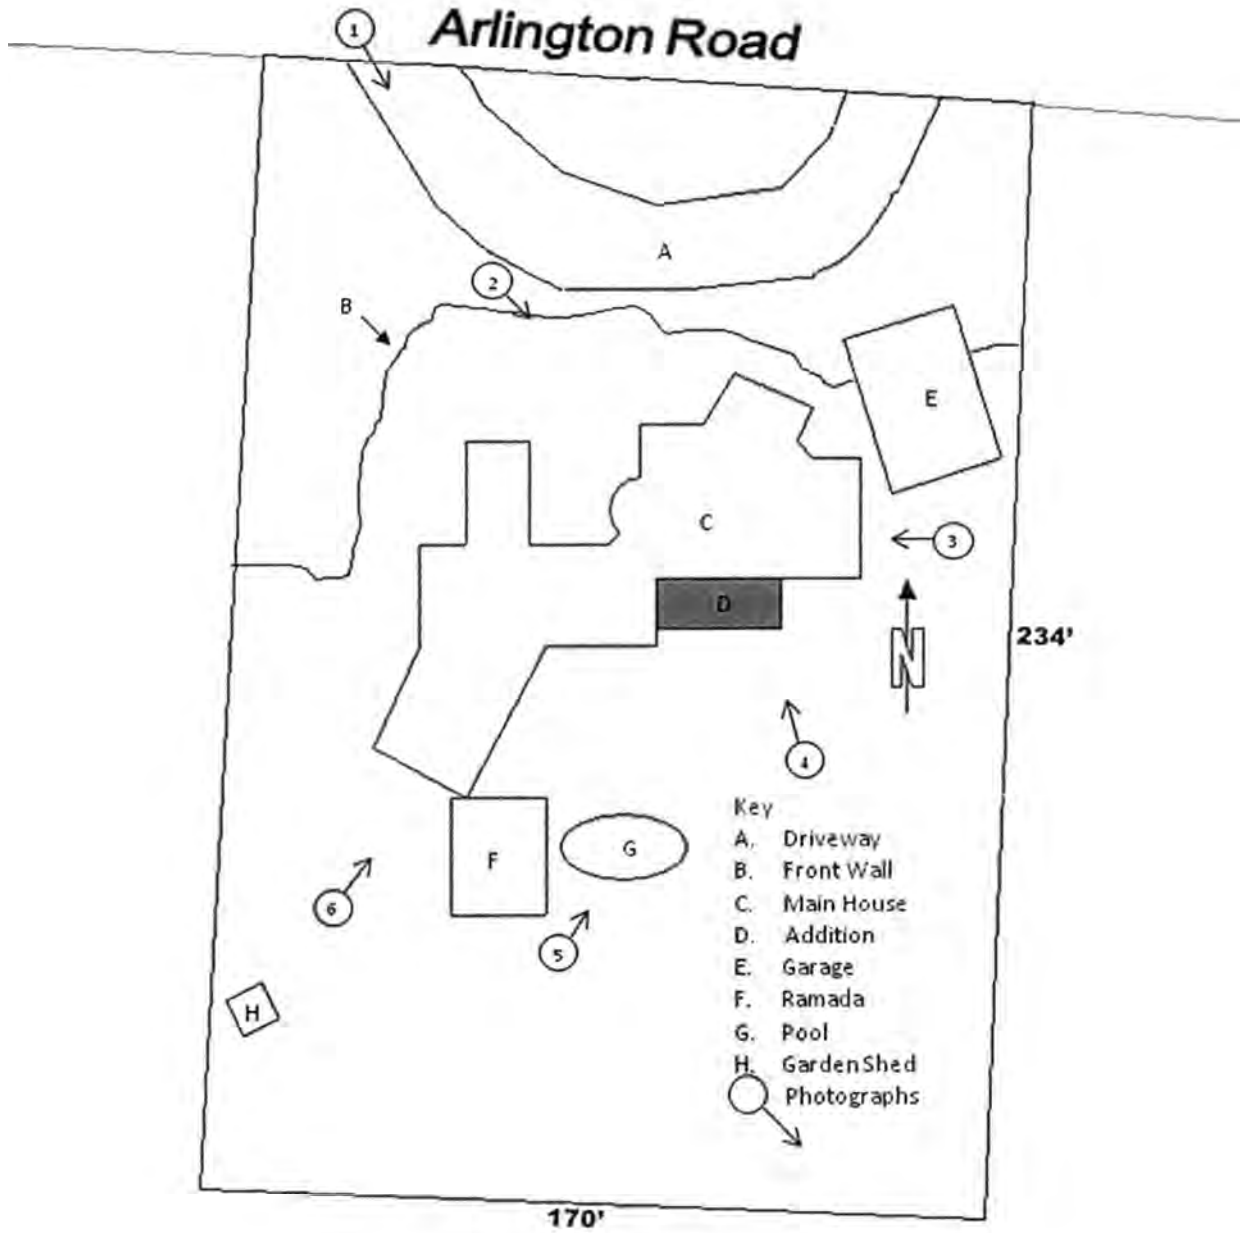 Arlington Road
1
A
2
B
E
C
3
D
N
234'
4
Key
A. Driveway
B. Front Wall
C. Main House
D. Addition
E. Garage
F. Ramada
G. Pool
H. Garden Shed
Photographs
F
G
6
5
H
170'